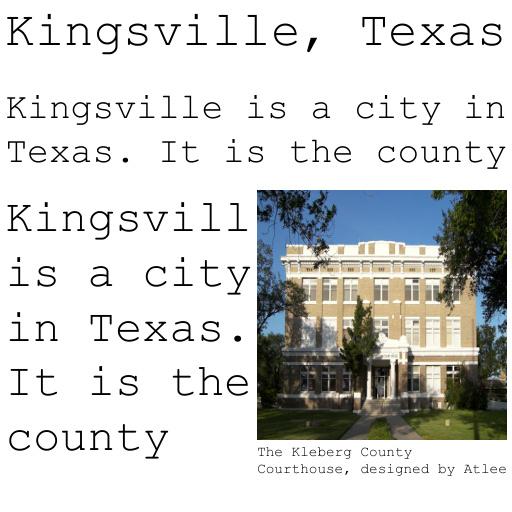 Kingsville, Texas
Kingsville is a city in
Texas. It is the county
Kingsvill
is a city
in Texas.
It is the
county
The Kleberg County
Courthouse, designed by Atlee